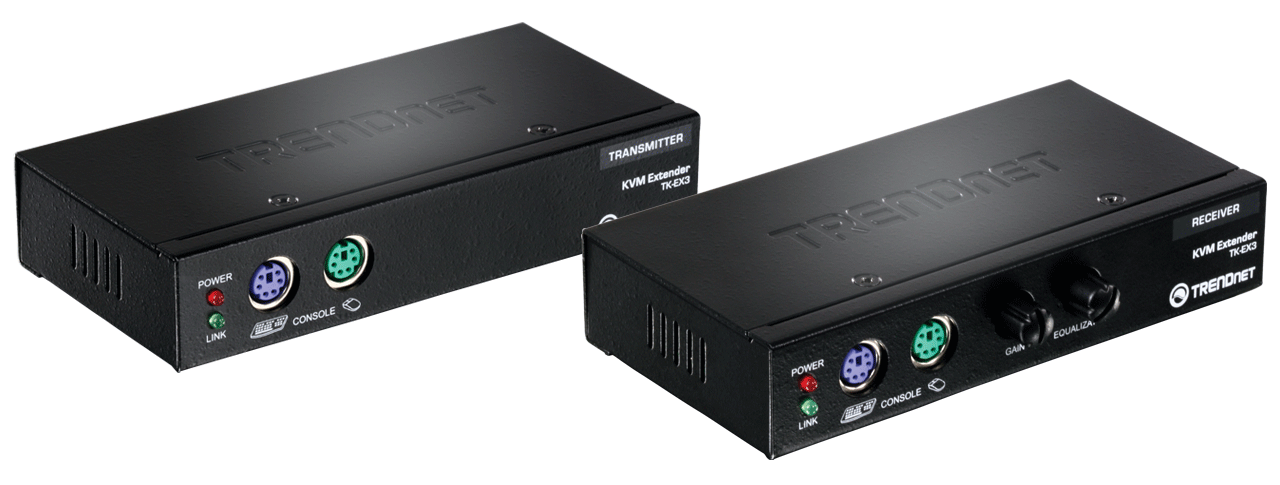 TRENDNET
TRANSMITTER
KVM Extender
TK-EX3
POWER
LINK
CONSOLE
TRENDNET
RECEIVER
KVM Extender
TK-EX3
TRENDNET
POWER
LINK
CONSOLE
GAIN